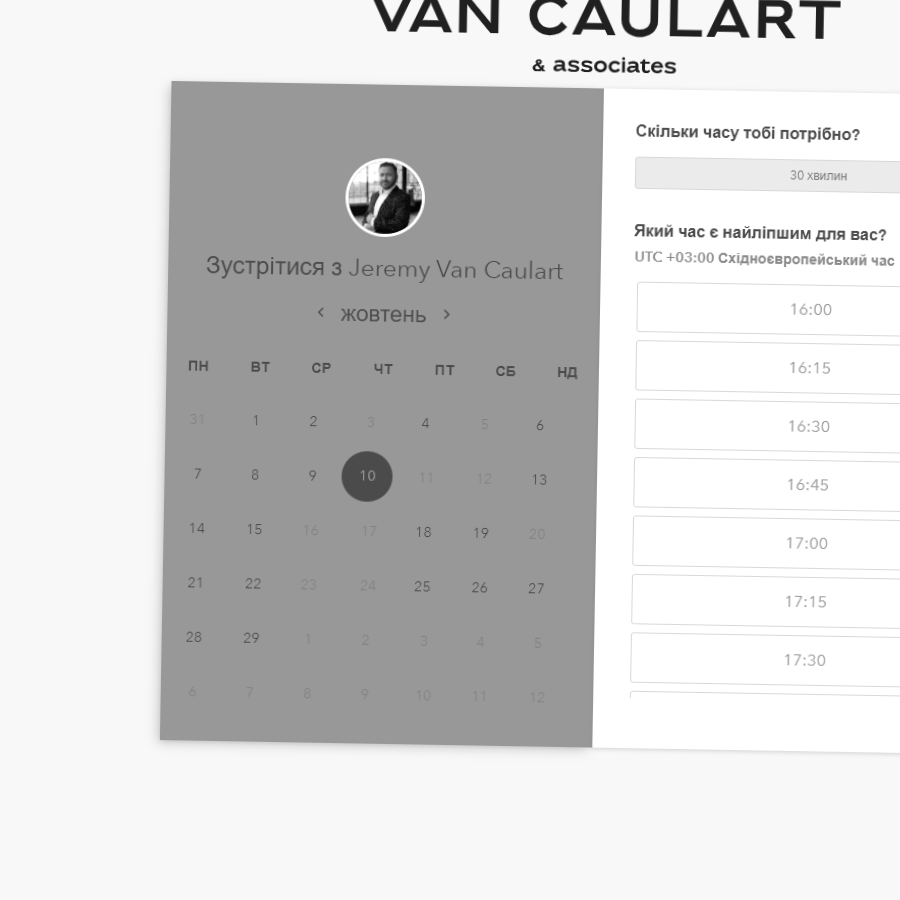 VAN CAULART
& associates
Зустрітися з Jeremy Van Caulart
жовтень
ПН ВТ СР ЧТ ПТ СБ НД
31 1 2 3 4 5 6
7 8 9 10 11 12 13
14 15 16 17 18 19 20
21 22 23 24 25 26 27
28 29 1 2 3 4 5
6 7 8 9 10 11 12
Скільки часу тобі потрібно?
30 хвилин
Який час є найліпшим для вас?
UTC +03:00 Східноєвропейський час
16:00
16:15
16:30
16:45
17:00
17:15
17:30